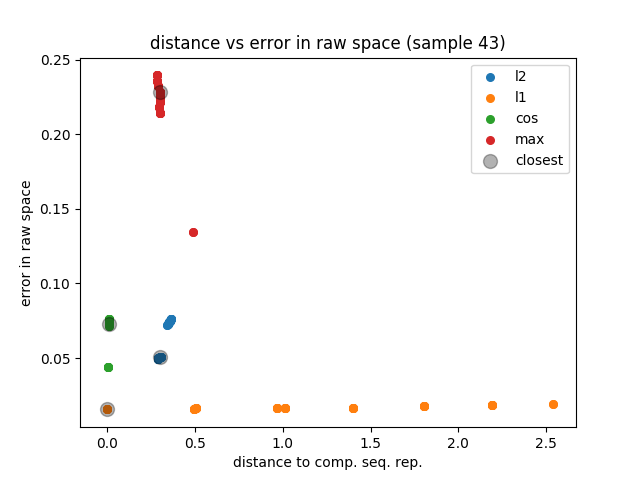 distance vs error in raw space (sample 43)
0.25
0.20
0.15
0.10
0.05
error in raw space
l2
l1
cos
max
closest
0.0 0.5 1.0 1.5 2.0 2.5
distance to comp. seq. rep.